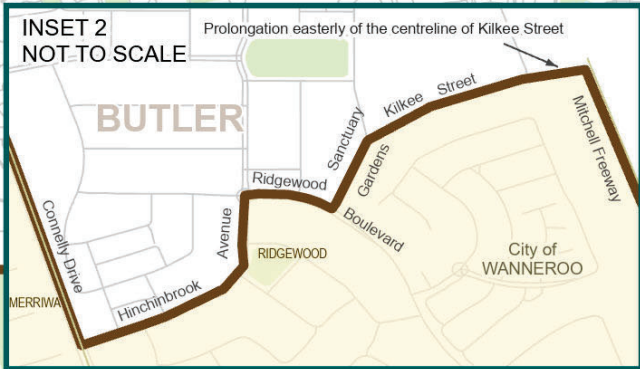 INSET 2
NOT TO SCALE
Prolongation easterly of the centreline of Kilkee Street
BUTLER
Kilkee Street
Sanctuary
Gardens
Mitchell Freeway
Ridgewood
Boulevard
Connolly Drive
Avenue
Hinchinbrook
RIDGEWOOD
City of
WANNEROO
MERRIWA